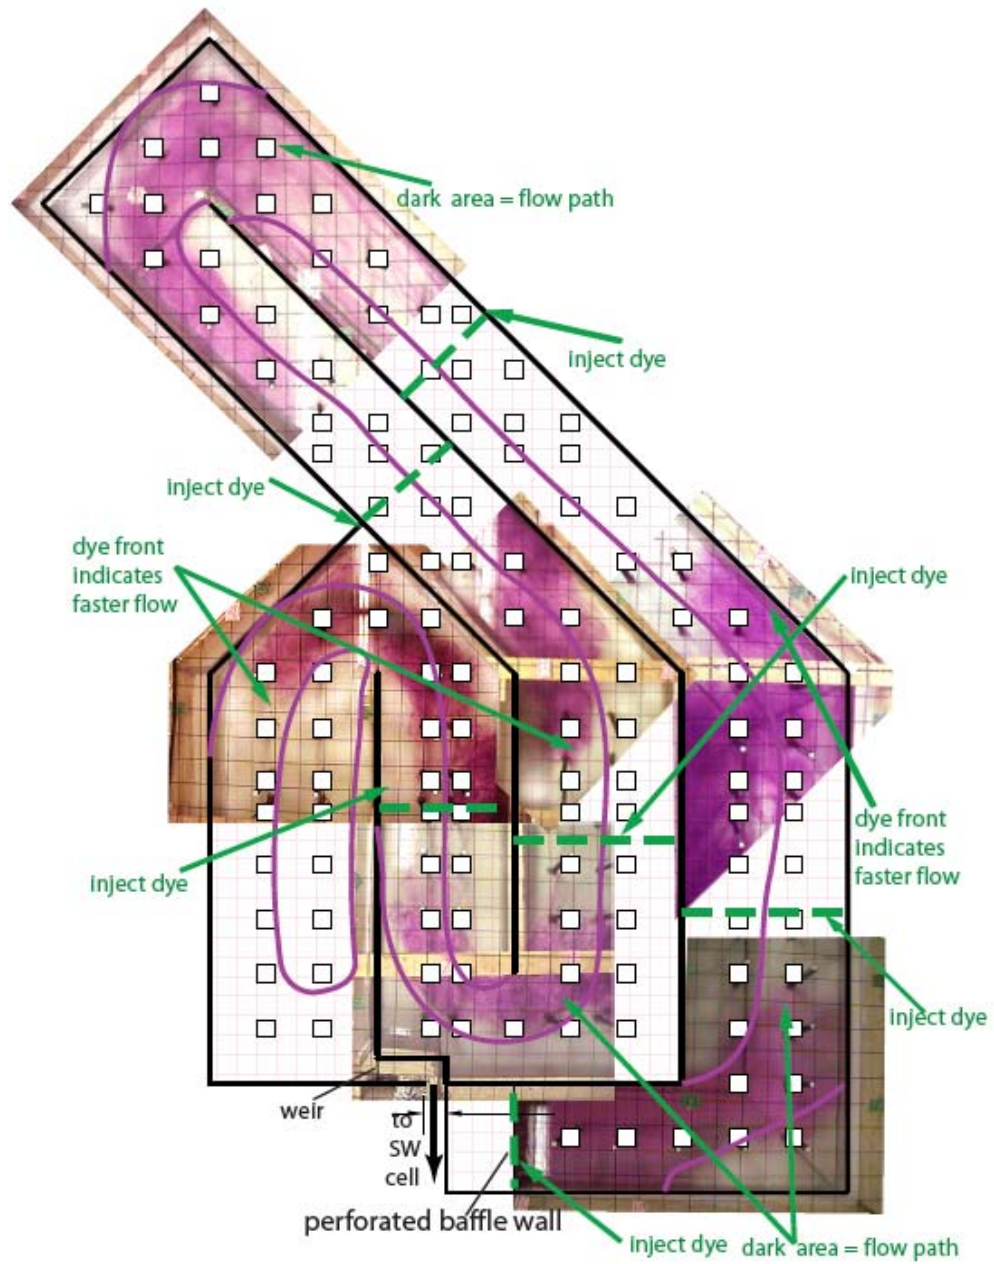 dark area = flow path
inject dye
inject dye
dye front
indicates
faster flow
inject dye
dye front
indicates
faster flow
inject dye
inject dye
weir
to
SW
cell
perforated baffle wall
inject dye
dark area = flow path